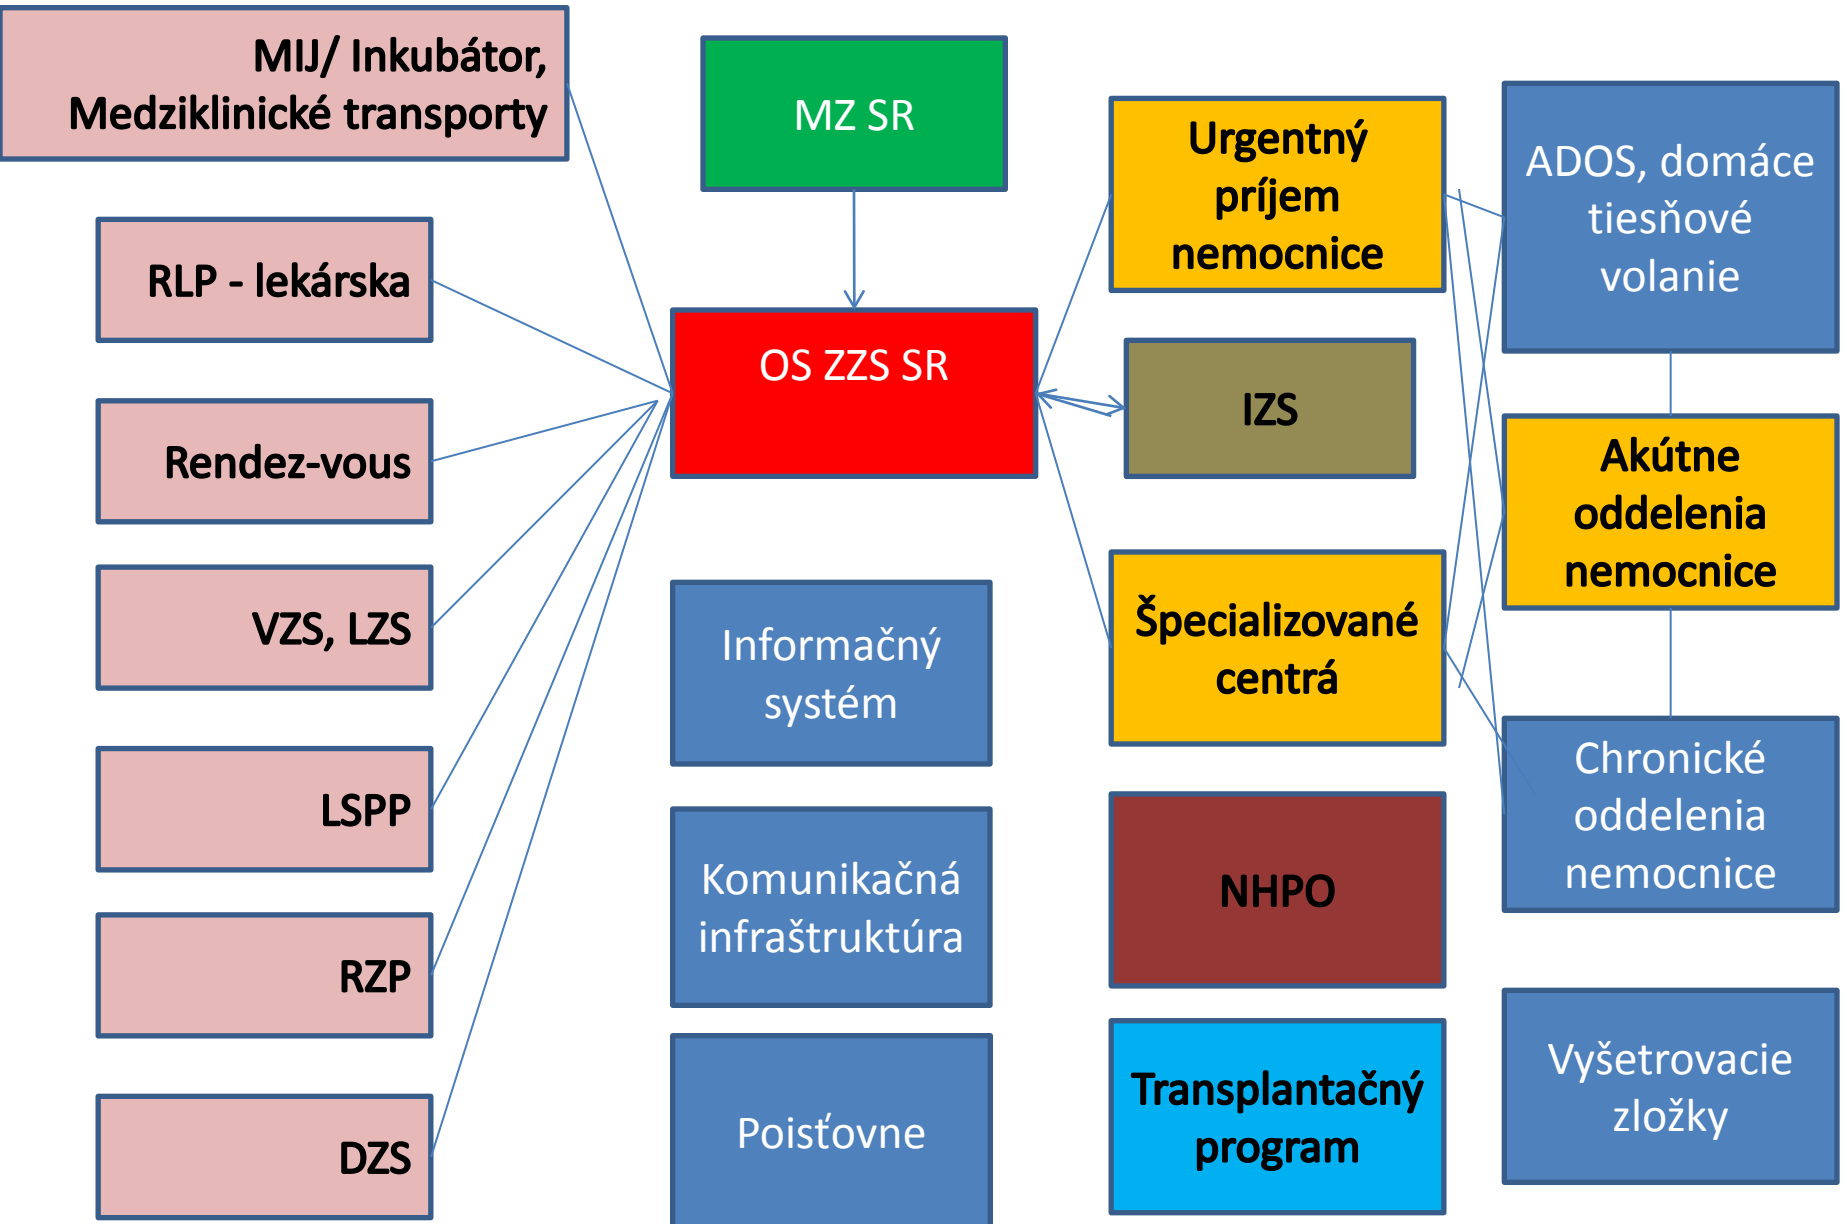 MIJ/ Inkubátor,
Medziklinické transporty
RLP - lekárska
Rendez-vous
VZS, LZS
LSPP
RZP
DZS
MZ SR
OS ZZS SR
Informačný
systém
Komunikačná
infraštruktúra
Poisťovne
Urgentný
príjem
nemocnice
IZS
Špecializované
centrá
NHPO
Transplantačný
program
ADOS, domáce
tiesňové
volanie
Akútne
oddelenia
nemocnice
Chronické
oddelenia
nemocnice
Vyšetrovacie
zložky